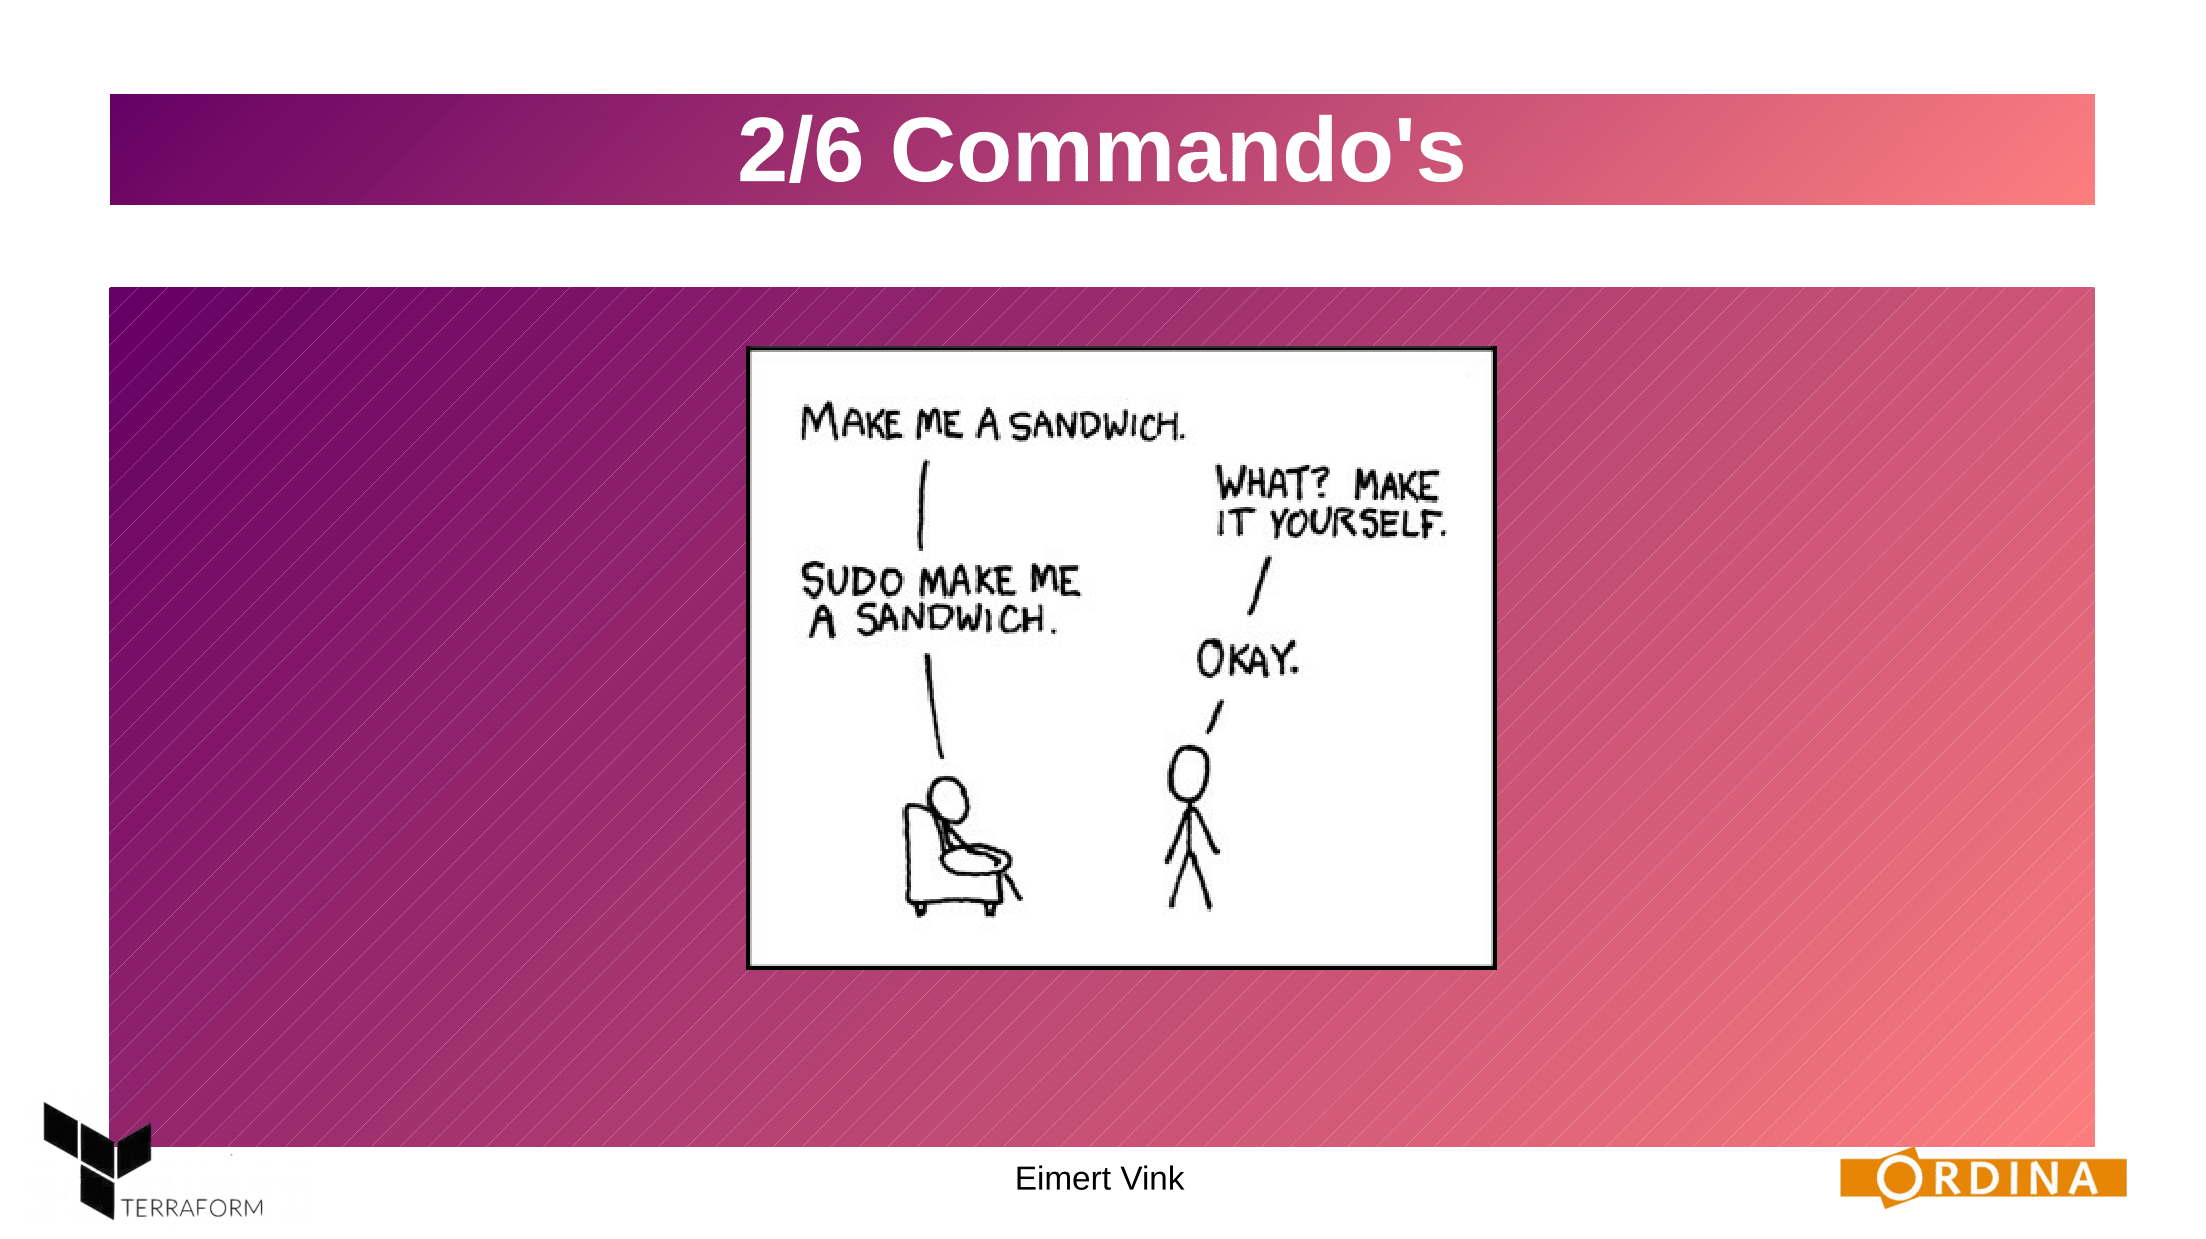 2/6 Commando's
MAKE ME A SANDWICH.
WHAT? MAKE
IT YOURSELF.
SUDO MAKE ME
A SANDWICH.
OKAY.
TERRAFORM
Eimert Vink
ORDINA